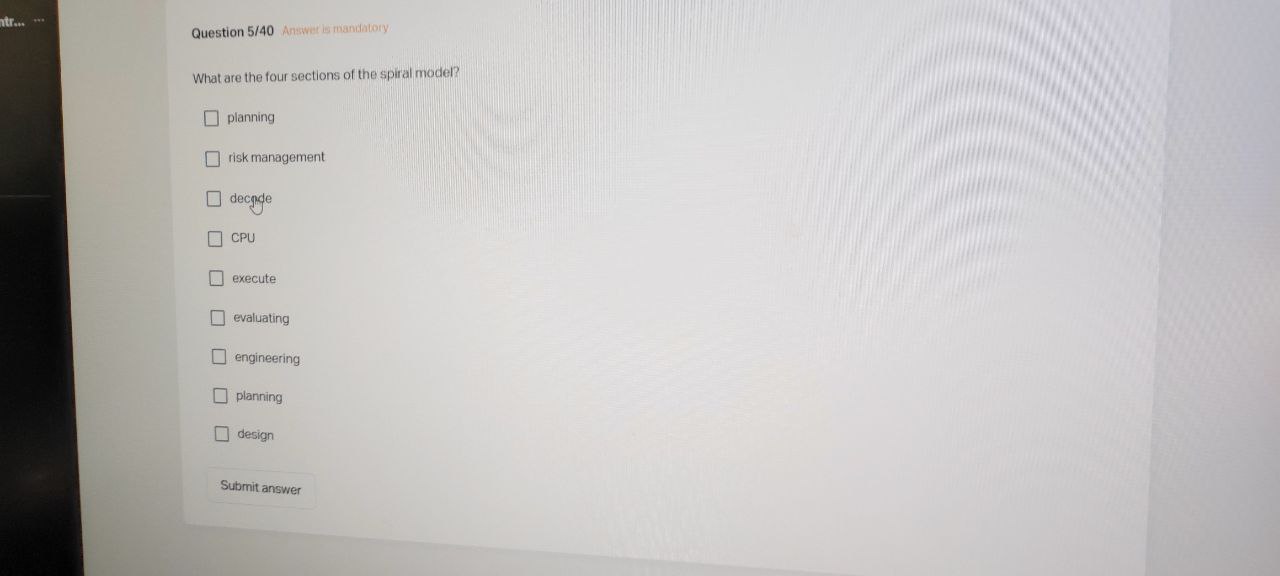 ntr... ...
Question 5/40 Answer is mandatory
What are the four sections of the spiral model?
planning
risk management
decode
CPU
execute
evaluating
engineering
planning
design
Submit answer